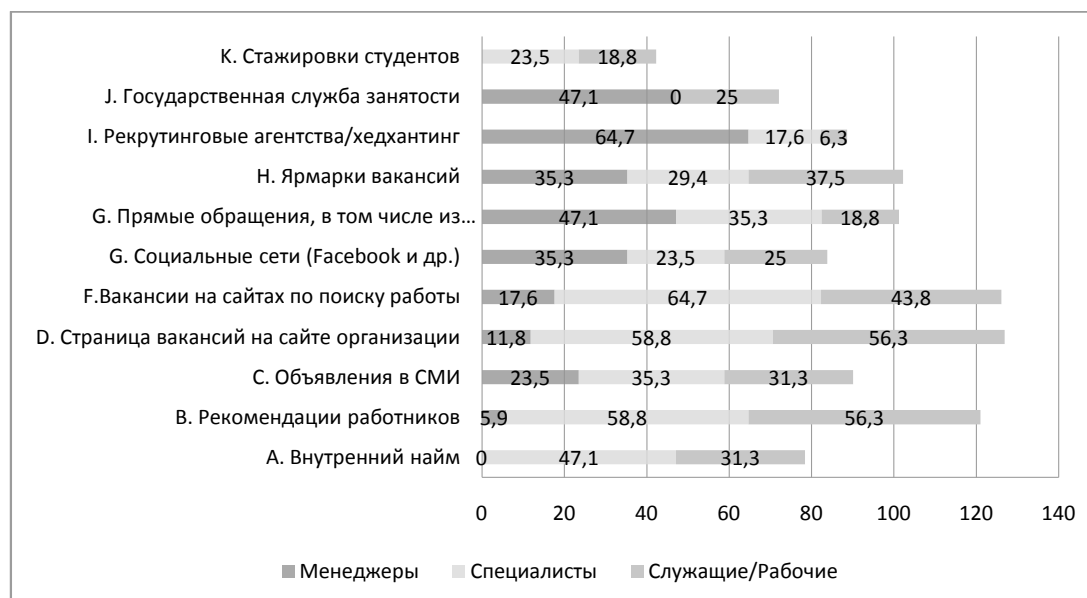 K. Стажировки студентов 23,5 18,8
J. Государственная служба занятости 47,1 0 25
I. Рекрутинговые агентства/хедхантинг 64,7 17,6 6,3
H. Ярмарки вакансий 35,3 29,4 37,5
G. Прямые обращения, в том числе из... 47,1 35,3 18,8
G. Социальные сети (Facebook и др.) 35,3 23,5 25
F.Вакансии на сайтах по поиску работы 17,6 64,7 43,8
D. Страница вакансий на сайте организации 11,8 58,8 56,3
C. Объявления в СМИ 23,5 35,3 31,3
B. Рекомендации работников 5,9 58,8 56,3
A. Внутренний найм 0 47,1 31,3
0 20 40 60 80 100 120 140
Менеджеры Специалисты Служащие/Рабочие